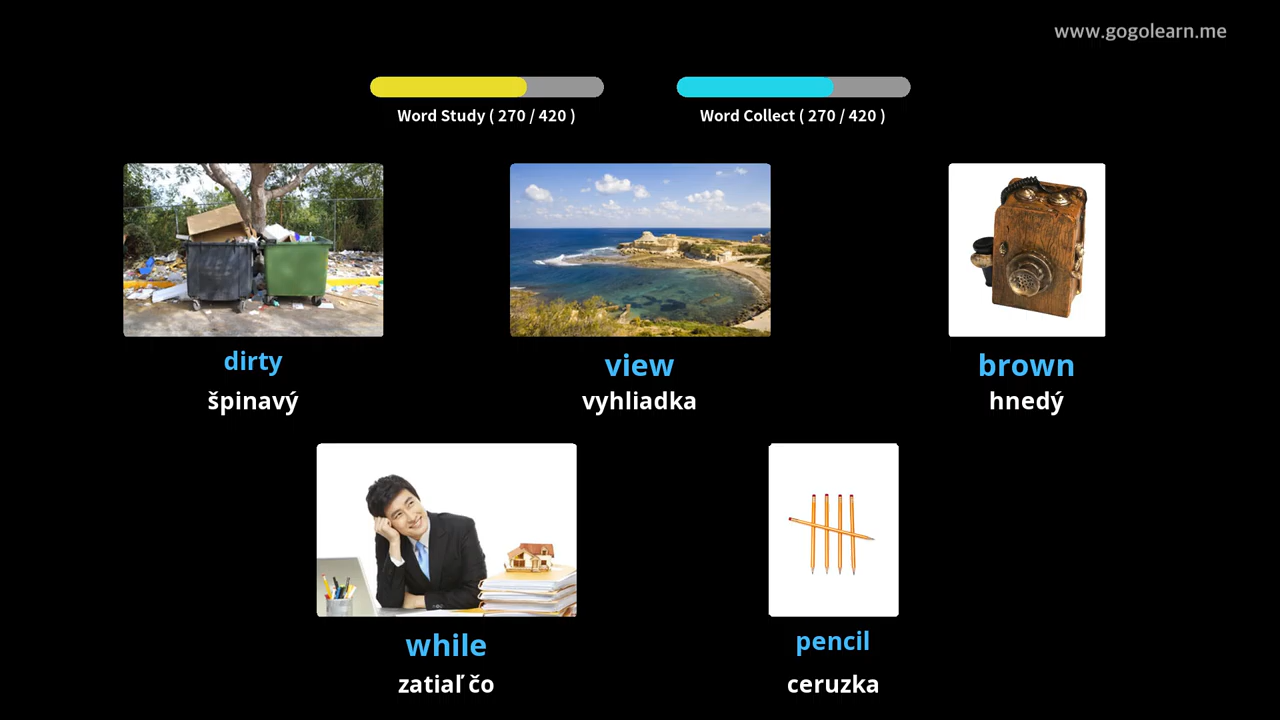 www.gogolearn.me
Word Study ( 270 / 420 )
Word Collect ( 270 / 420 )
dirty
špinavý
view
vyhliadka
brown
hnedý
while
zatiaľ čo
pencil
ceruzka